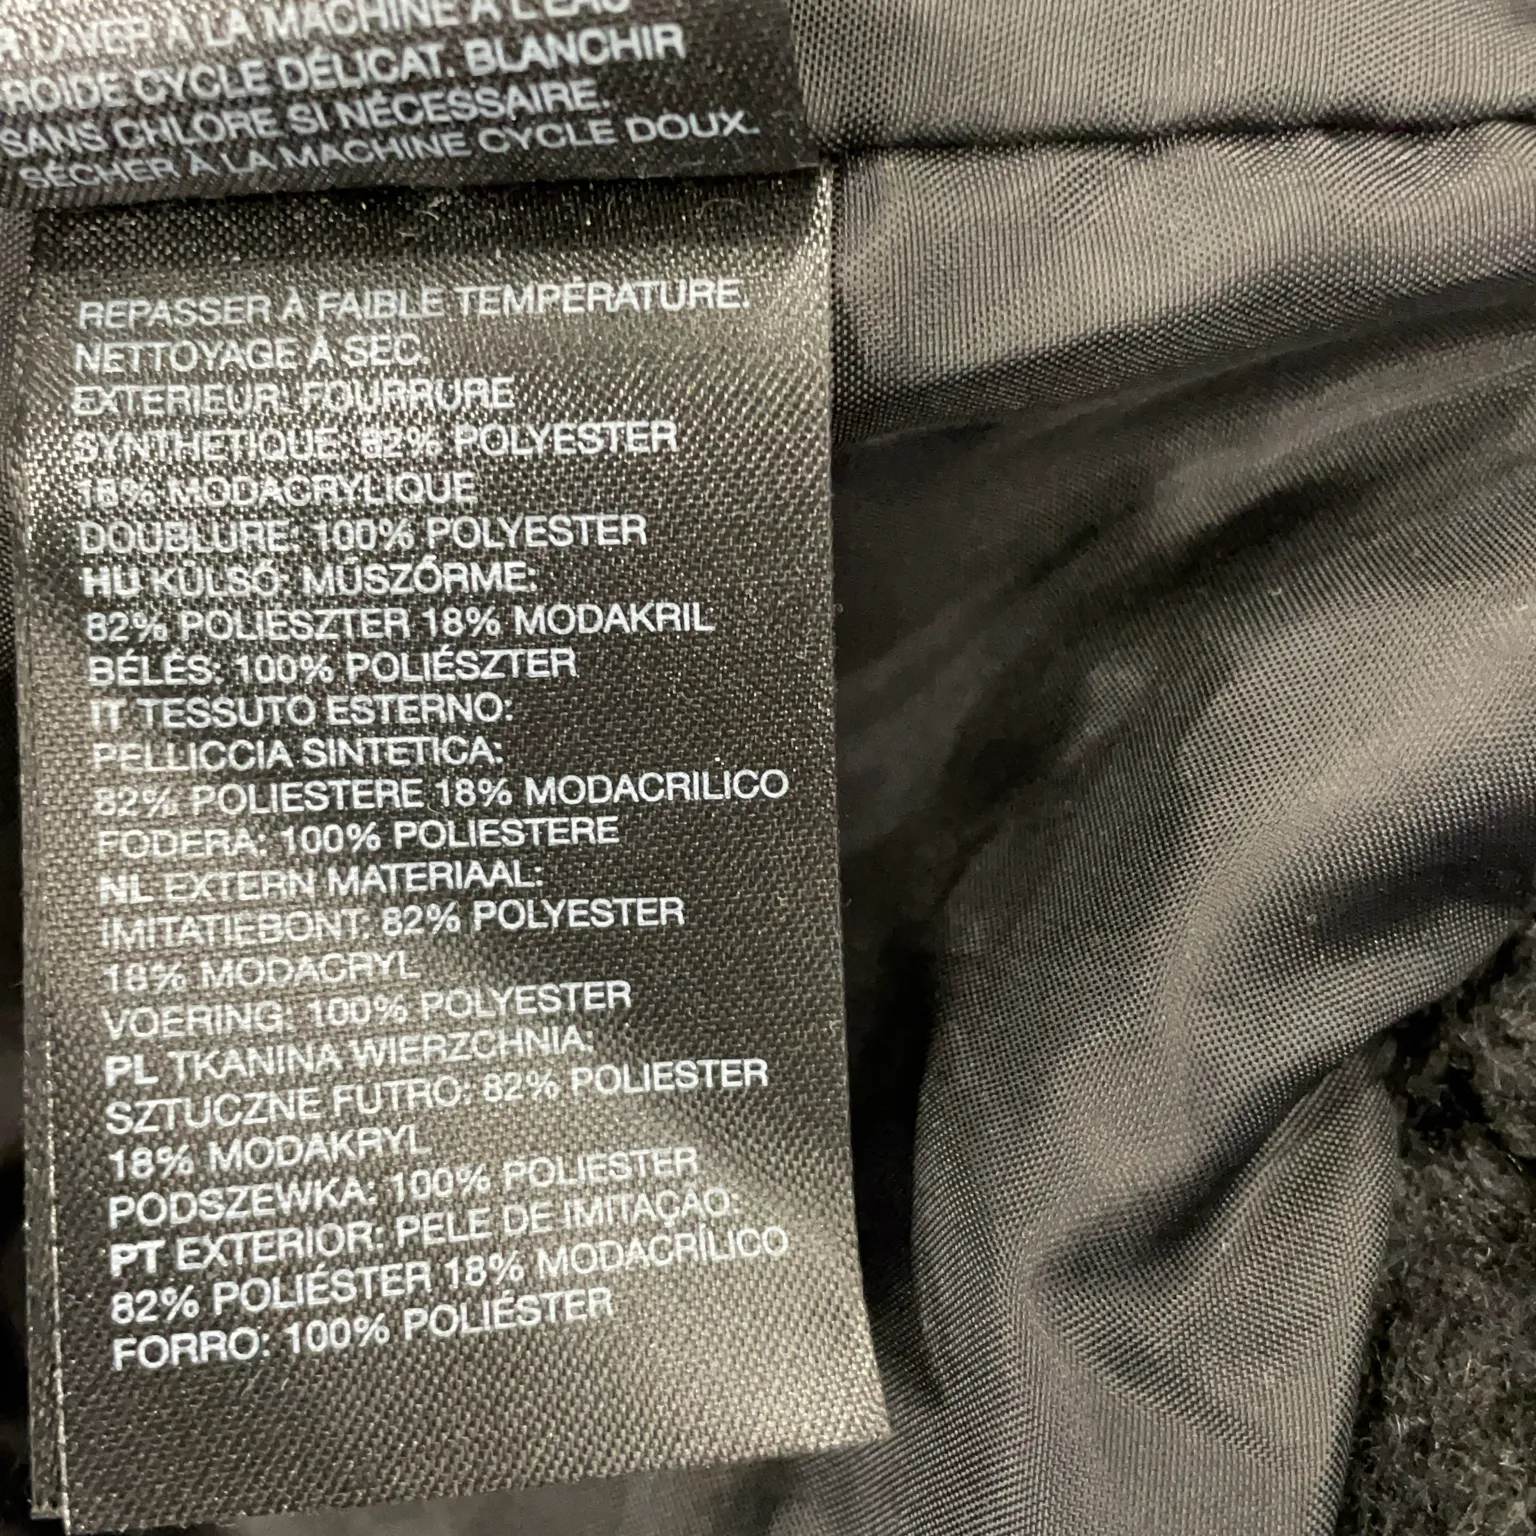 LAVER À LA MACHINE À L'EAU
ROIDE CYCLE DÉLICAT. BLANCHIR
SANS CHLORE SI NÉCESSAIRE.
SÉCHER À LA MACHINE CYCLE DOUX.
REPASSER À FAIBLE TEMPÉRATURE.
NETTOYAGE À SEC.
EXTERIEUR: FOURRURE
SYNTHETIQUE: 82% POLYESTER
18% MODACRYLIQUE
DOUBLURE: 100% POLYESTER
HU KÜLSŐ: MŰSZŐRME:
82% POLIESZTER 18% MODAKRIL
BÉLÉS: 100% POLIÉSZTER
IT TESSUTO ESTERNO:
PELLICCIA SINTETICA:
82% POLIESTERE 18% MODACRILICO
FODERA: 100% POLIESTERE
NL EXTERN MATERIAAL:
IMITATIEBONT: 82% POLYESTER
18% MODACRYL
VOERING: 100% POLYESTER
PL TKANINA WIERZCHNIA:
SZTUCZNE FUTRO: 82% POLIESTER
18% MODAKRYL
PODSZEWKA: 100% POLIESTER
PT EXTERIOR: PELE DE IMITAÇÃO:
82% POLIÉSTER 18% MODACRÍLICO
FORRO: 100% POLIÉSTER